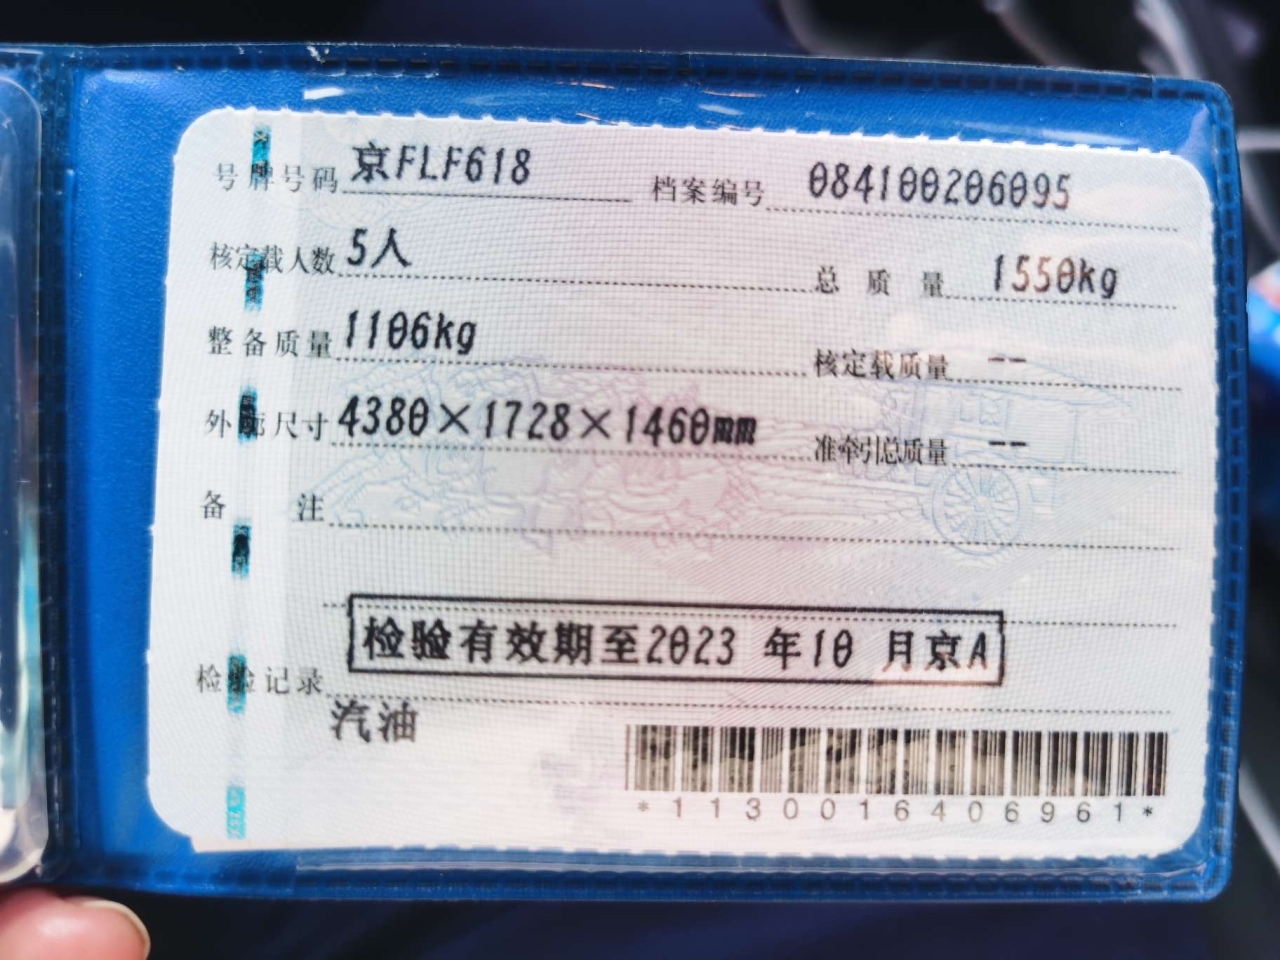 号牌号码 京FLF618 档案编号 084100206095
核定载人数 5人 总质量 1550kg
整备质量 1106kg 核定载质量 --
外廓尺寸 4380×1728×1460mm 准牵引总质量 --
备注
检验有效期至2023 年10 月京A
检验记录
汽油
*1130016406961*